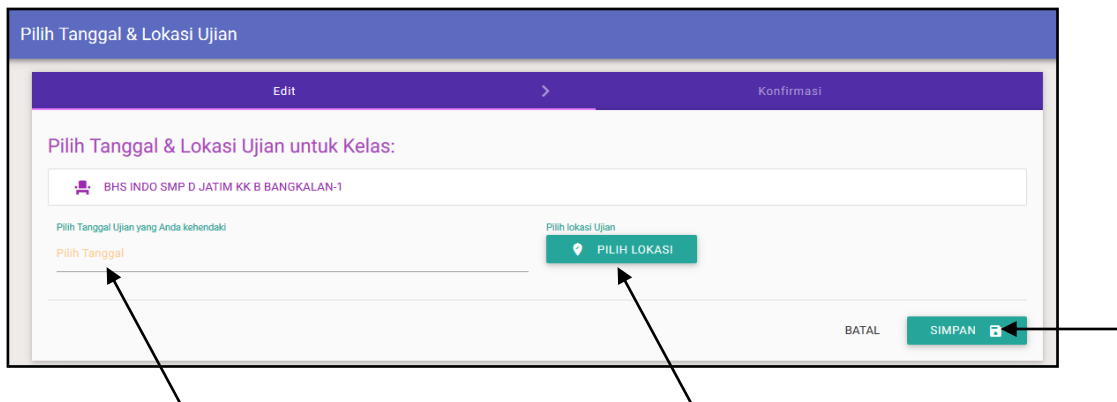 Pilih Tanggal & Lokasi Ujian
Edit
Konfirmasi
Pilih Tanggal & Lokasi Ujian untuk Kelas:
BHS INDO SMP D JATIM KK B BANGKALAN-1
Pilih Tanggal Ujian yang Anda kehendaki
Pilih Tanggal
Pilih lokasi Ujian
PILIH LOKASI
BATAL
SIMPAN